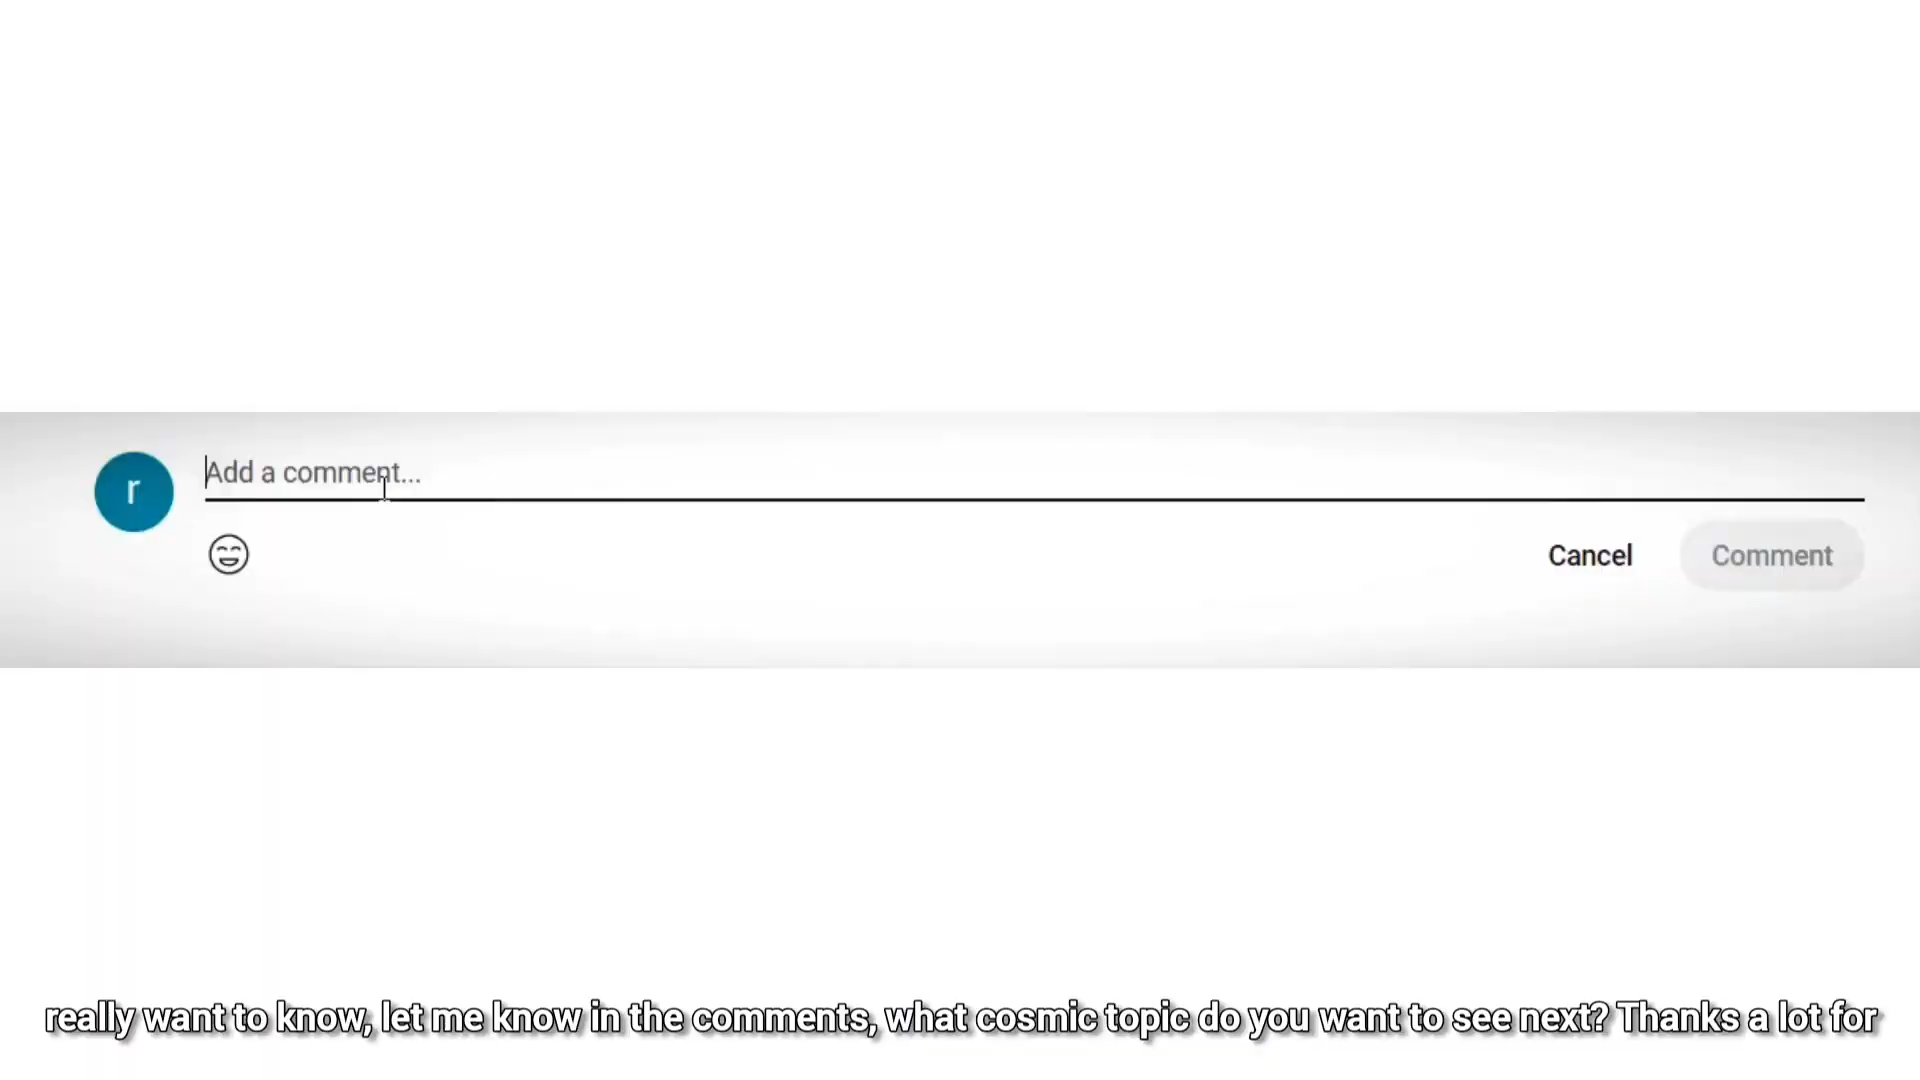 r
Add a comment...
Cancel
Comment
really want to know, let me know in the comments, what cosmic topic do you want to see next? Thanks a lot for